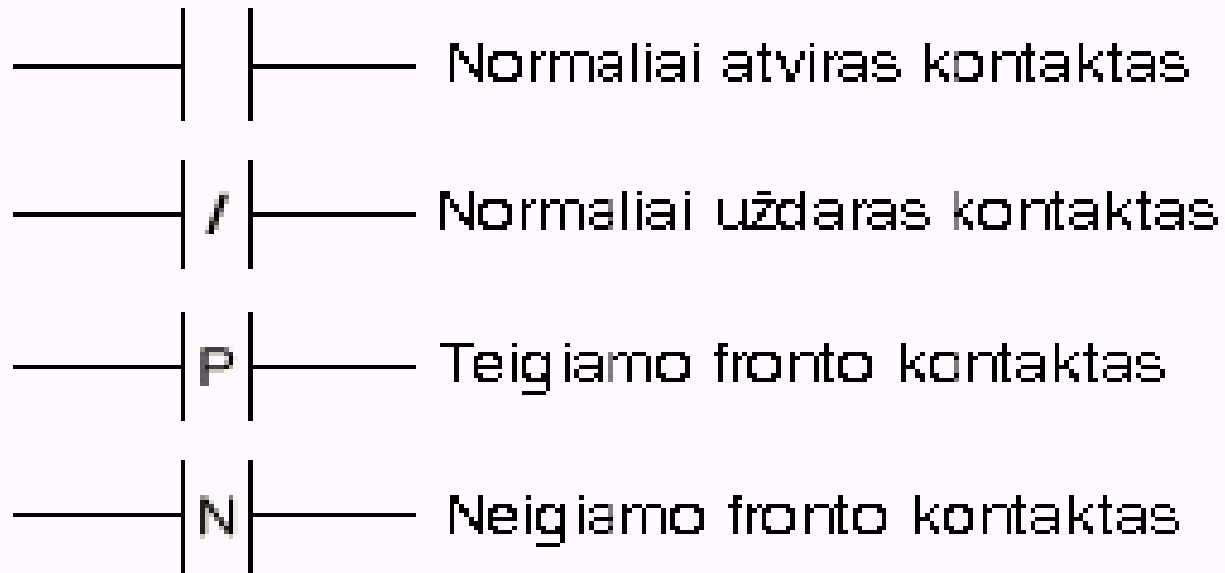 Normaliai atviras kontaktas
/ Normaliai uždaras kontaktas
P Teigiamo fronto kontaktas
N Neigiamo fronto kontaktas